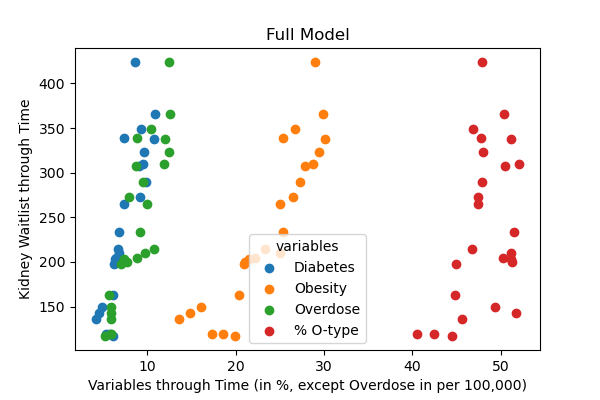 Full Model
Kidney Waitlist through Time
400
350
300
250
200
150
variables
Diabetes
Obesity
Overdose
% O-type
10
20
30
40
50
Variables through Time (in %, except Overdose in per 100,000)